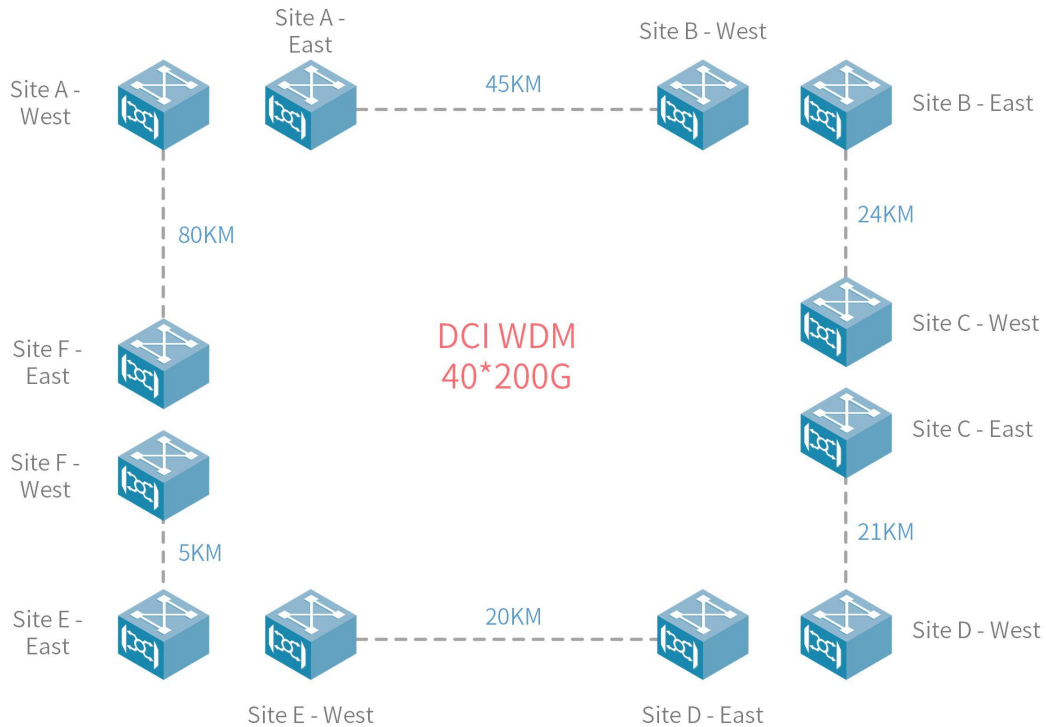 Site A -
East
Site B - West
Site A -
West
45KM
Site B - East
80KM
24KM
Site F -
East
DCI WDM
40*200G
Site C - West
Site C - East
Site F -
West
5KM
21KM
Site E -
East
20KM
Site D - West
Site E - West
Site D - East